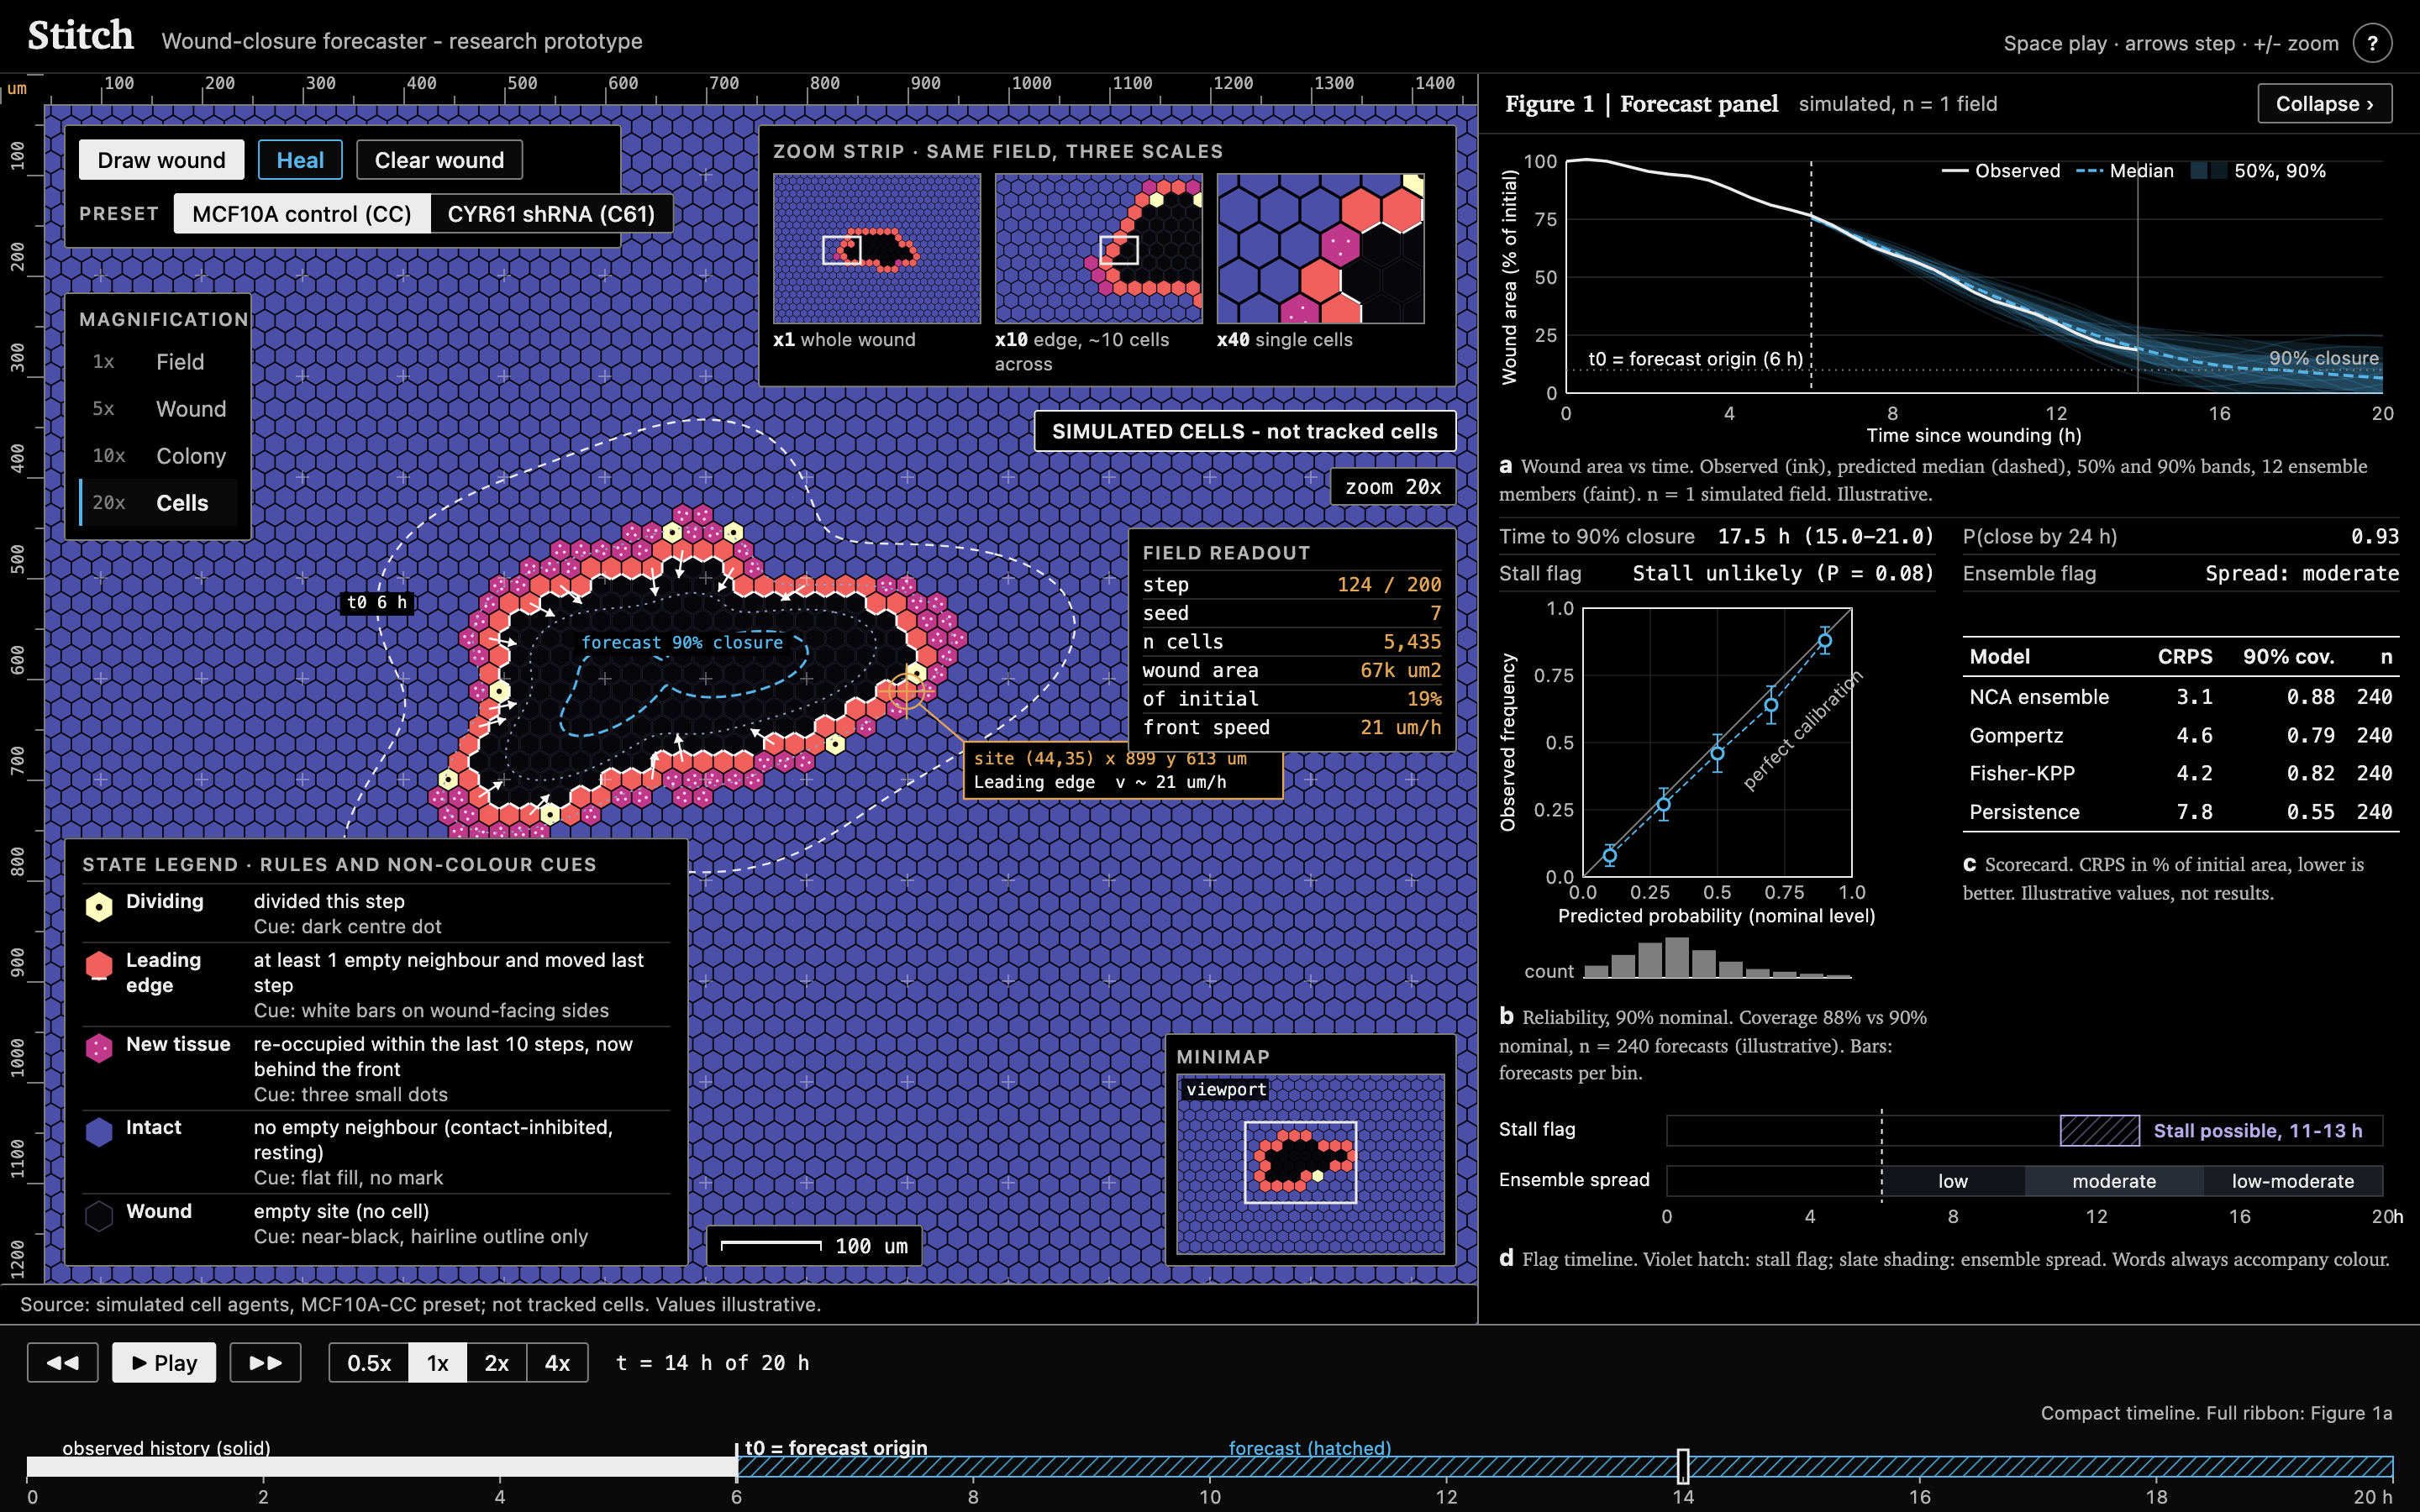 Stitch
Wound-closure forecaster - research prototype
Space play · arrows step · +/- zoom
?
um
100 200 300 400 500 600 700 800 900 1000 1100 1200 1300 1400
100
200
300
400
500
600
700
800
900
1000
1100
1200
Draw wound
Heal
Clear wound
PRESET
MCF10A control (CC)
CYR61 shRNA (C61)
MAGNIFICATION
1x Field
5x Wound
10x Colony
20x Cells
ZOOM STRIP · SAME FIELD, THREE SCALES
x1 whole wound
x10 edge, ~10 cells
across
x40 single cells
SIMULATED CELLS - not tracked cells
zoom 20x
t0 6 h
forecast 90% closure
FIELD READOUT
step 124 / 200
seed 7
n cells 5,435
wound area 67k um2
of initial 19%
front speed 21 um/h
site (44,35) x 899 y 613 um
Leading edge v ~ 21 um/h
STATE LEGEND · RULES AND NON-COLOUR CUES
Dividing
divided this step
Cue: dark centre dot
Leading
edge
at least 1 empty neighbour and moved last
step
Cue: white bars on wound-facing sides
New tissue
re-occupied within the last 10 steps, now
behind the front
Cue: three small dots
Intact
no empty neighbour (contact-inhibited,
resting)
Cue: flat fill, no mark
Wound
empty site (no cell)
Cue: near-black, hairline outline only
100 um
MINIMAP
viewport
Source: simulated cell agents, MCF10A-CC preset; not tracked cells. Values illustrative.
Figure 1 | Forecast panel
simulated, n = 1 field
Collapse ›
Wound area (% of initial)
100
75
50
25
0
Observed
Median
50%, 90%
t0 = forecast origin (6 h)
90% closure
0 4 8 12 16 20
Time since wounding (h)
a Wound area vs time. Observed (ink), predicted median (dashed), 50% and 90% bands, 12 ensemble
members (faint). n = 1 simulated field. Illustrative.
Time to 90% closure 17.5 h (15.0–21.0)
P(close by 24 h) 0.93
Stall flag Stall unlikely (P = 0.08)
Ensemble flag Spread: moderate
Observed frequency
1.0
0.75
0.5
0.25
0.0
perfect calibration
0.0 0.25 0.5 0.75 1.0
Predicted probability (nominal level)
count
b Reliability, 90% nominal. Coverage 88% vs 90%
nominal, n = 240 forecasts (illustrative). Bars:
forecasts per bin.
Model CRPS 90% cov. n
NCA ensemble 3.1 0.88 240
Gompertz 4.6 0.79 240
Fisher-KPP 4.2 0.82 240
Persistence 7.8 0.55 240
c Scorecard. CRPS in % of initial area, lower is
better. Illustrative values, not results.
Stall flag
Stall possible, 11-13 h
Ensemble spread
low
moderate
low-moderate
0 4 8 12 16 20h
d Flag timeline. Violet hatch: stall flag; slate shading: ensemble spread. Words always accompany colour.
Play
0.5x
1x
2x
4x
t = 14 h of 20 h
Compact timeline. Full ribbon: Figure 1a
observed history (solid)
t0 = forecast origin
forecast (hatched)
0 2 4 6 8 10 12 14 16 18 20 h